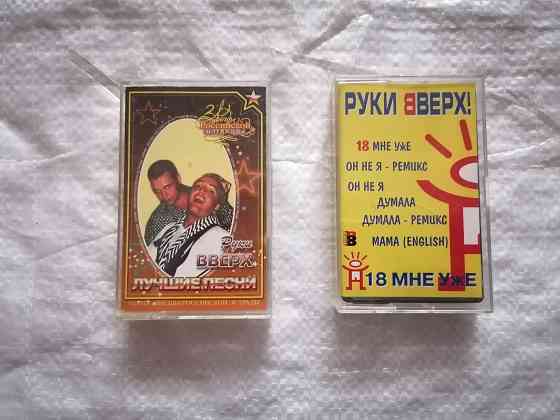 Российской
Руки
ВВЕРХ
ЛУЧШИЕ ПЕСНИ
РУКИ ВВЕРХ!
18 МНЕ УЖЕ
ОН НЕ Я - РЕМИКС
ОН НЕ Я
ДУМАЛА
ДУМАЛА - РЕМИКС
МАМА (ENGLISH)
18 МНЕ УЖЕ